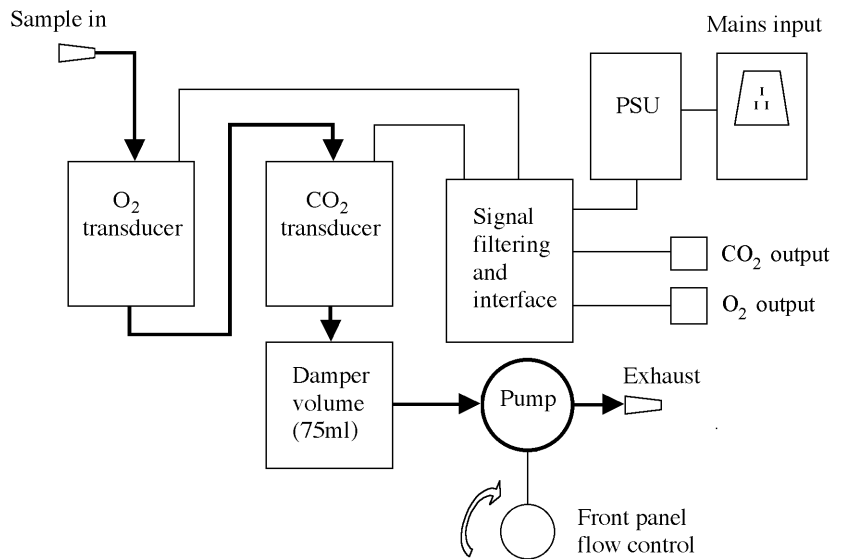 Sample in
Mains input
PSU
O2
transducer
CO2
transducer
Signal
filtering
and
interface
CO2 output
O2 output
Damper
volume
(75ml)
Pump
Exhaust
Front panel
flow control